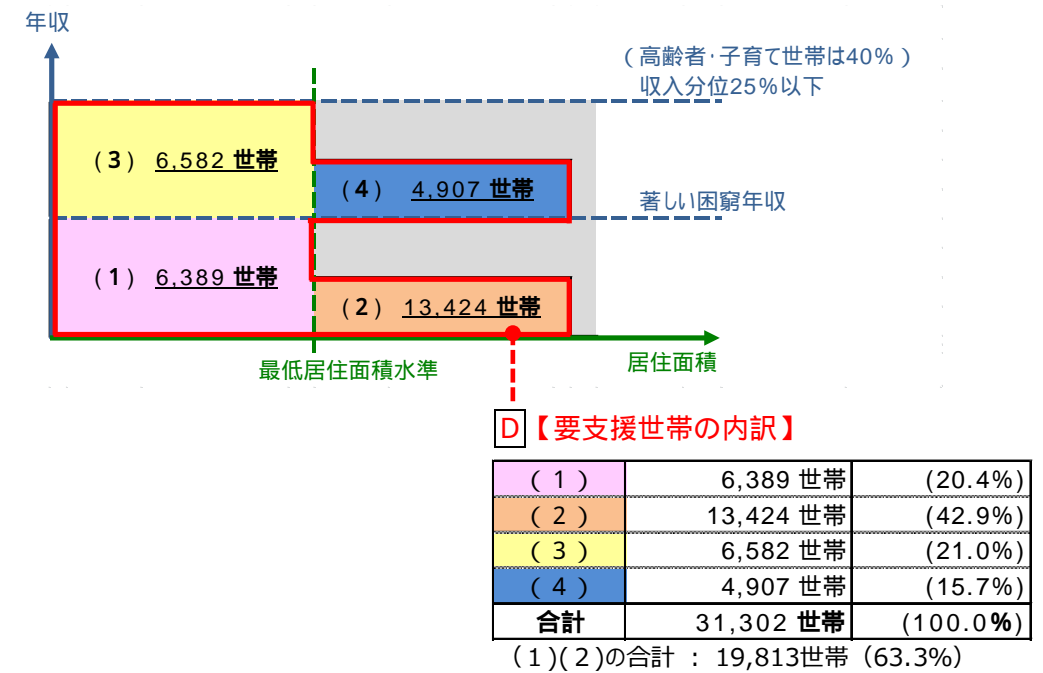 年収
(高齢者・子育て世帯は40%)
収入分位25%以下
(3) 6,582 世帯
(4) 4,907 世帯
著しい困窮年収
(1) 6,389 世帯
(2) 13,424 世帯
最低居住面積水準
居住面積
D【要支援世帯の内訳】
(1) 6,389 世帯 (20.4%)
(2) 13,424 世帯 (42.9%)
(3) 6,582 世帯 (21.0%)
(4) 4,907 世帯 (15.7%)
合計 31,302 世帯 (100.0%)
(1)(2)の合計 : 19,813世帯(63.3%)